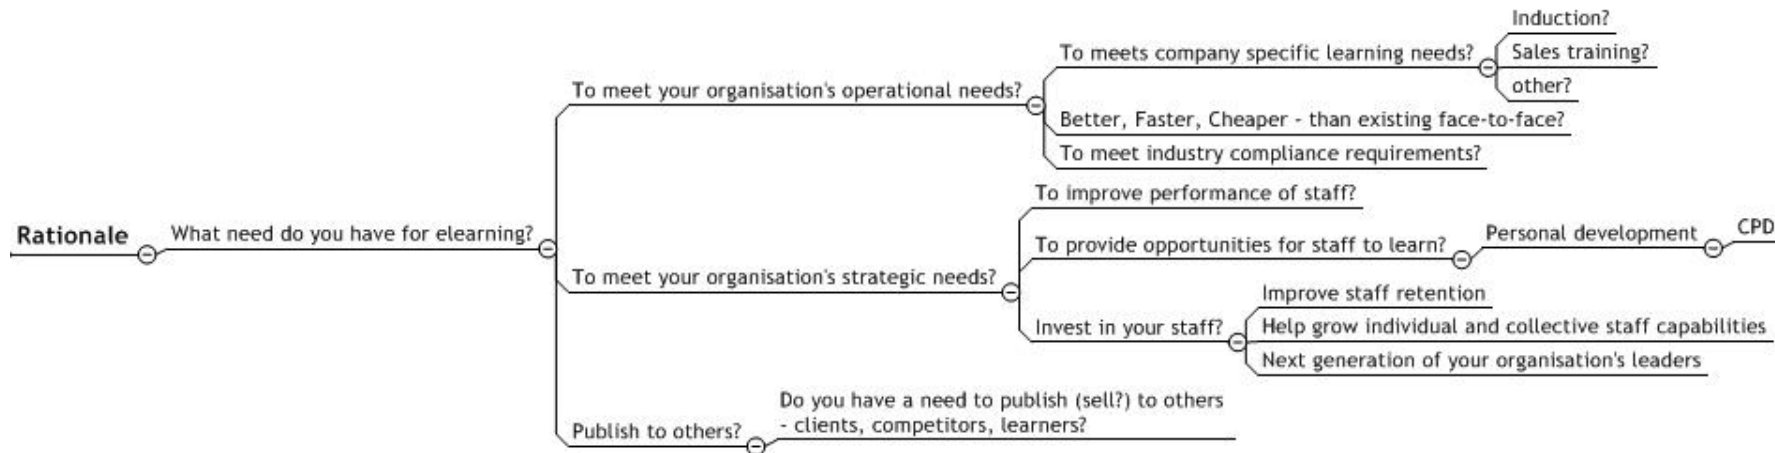 Rationale
What need do you have for elearning?
To meet your organisation's operational needs?
To meets company specific learning needs?
Induction?
Sales training?
other?
Better, Faster, Cheaper - than existing face-to-face?
To meet industry compliance requirements?
To meet your organisation's strategic needs?
To improve performance of staff?
To provide opportunities for staff to learn?
Personal development
CPD
Invest in your staff?
Improve staff retention
Help grow individual and collective staff capabilities
Next generation of your organisation's leaders
Publish to others?
Do you have a need to publish (sell?) to others
- clients, competitors, learners?